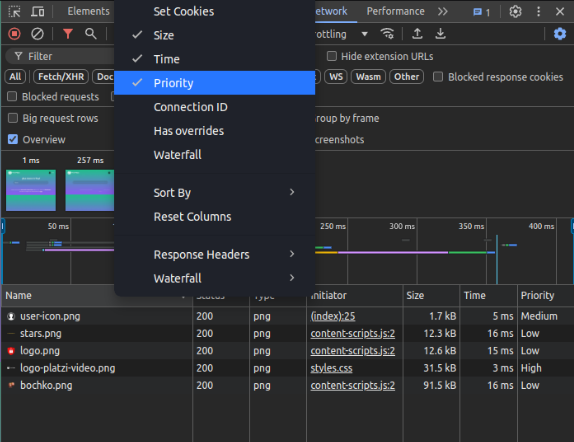 Elements
Set Cookies
etwork
Performance
1
Size
hrottling
Filter
Time
Hide extension URLs
All
Fetch/XHR
Doc
Priority
WS
Wasm
Other
Blocked response cookies
Blocked requests
Connection ID
Big request rows
Has overrides
roup by frame
Overview
Waterfall
creenshots
1 ms
257 ms
Sort By
Reset Columns
50 ms
250 ms
300 ms
350 ms
400 ms
Response Headers
Waterfall
Name
Status
Type
Initiator
Size
Time
Priority
user-icon.png
200
png
(index):25
1.7 kB
5 ms
Medium
stars.png
200
png
content-scripts.js:2
12.3 kB
16 ms
Low
logo.png
200
png
content-scripts.js:2
12.6 kB
15 ms
Low
logo-platzi-video.png
200
png
styles.css
31.5 kB
3 ms
High
bochko.png
200
png
content-scripts.js:2
91.5 kB
16 ms
Low